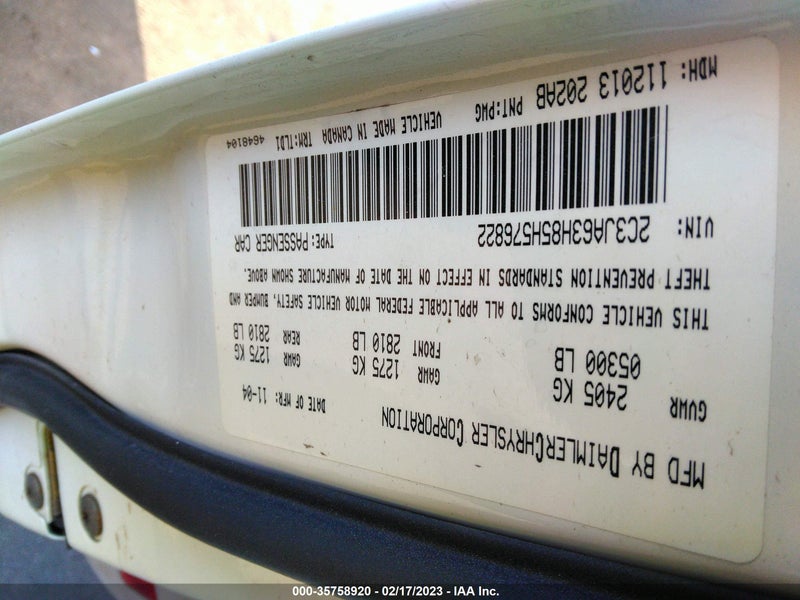 MFD BY DAIMLERCHRYSLER CORPORATION
DATE OF MFR: 11-04
GVWR 2405 KG 05300 LB
GAWR FRONT 1275 KG 2810 LB
GAWR REAR 1275 KG 2810 LB
THIS VEHICLE CONFORMS TO ALL APPLICABLE FEDERAL MOTOR VEHICLE SAFETY, BUMPER AND
THEFT PREVENTION STANDARDS IN EFFECT ON THE DATE OF MANUFACTURE SHOWN ABOVE.
VIN: 2C3JA63H85H576822 TYPE: PASSENGER CAR
MDH: 112013 202AB PNT:PWG VEHICLE MADE IN CANADA TRM:TLD1 4648104
000-35758920 / 02/17/2023 - IAA Inc.